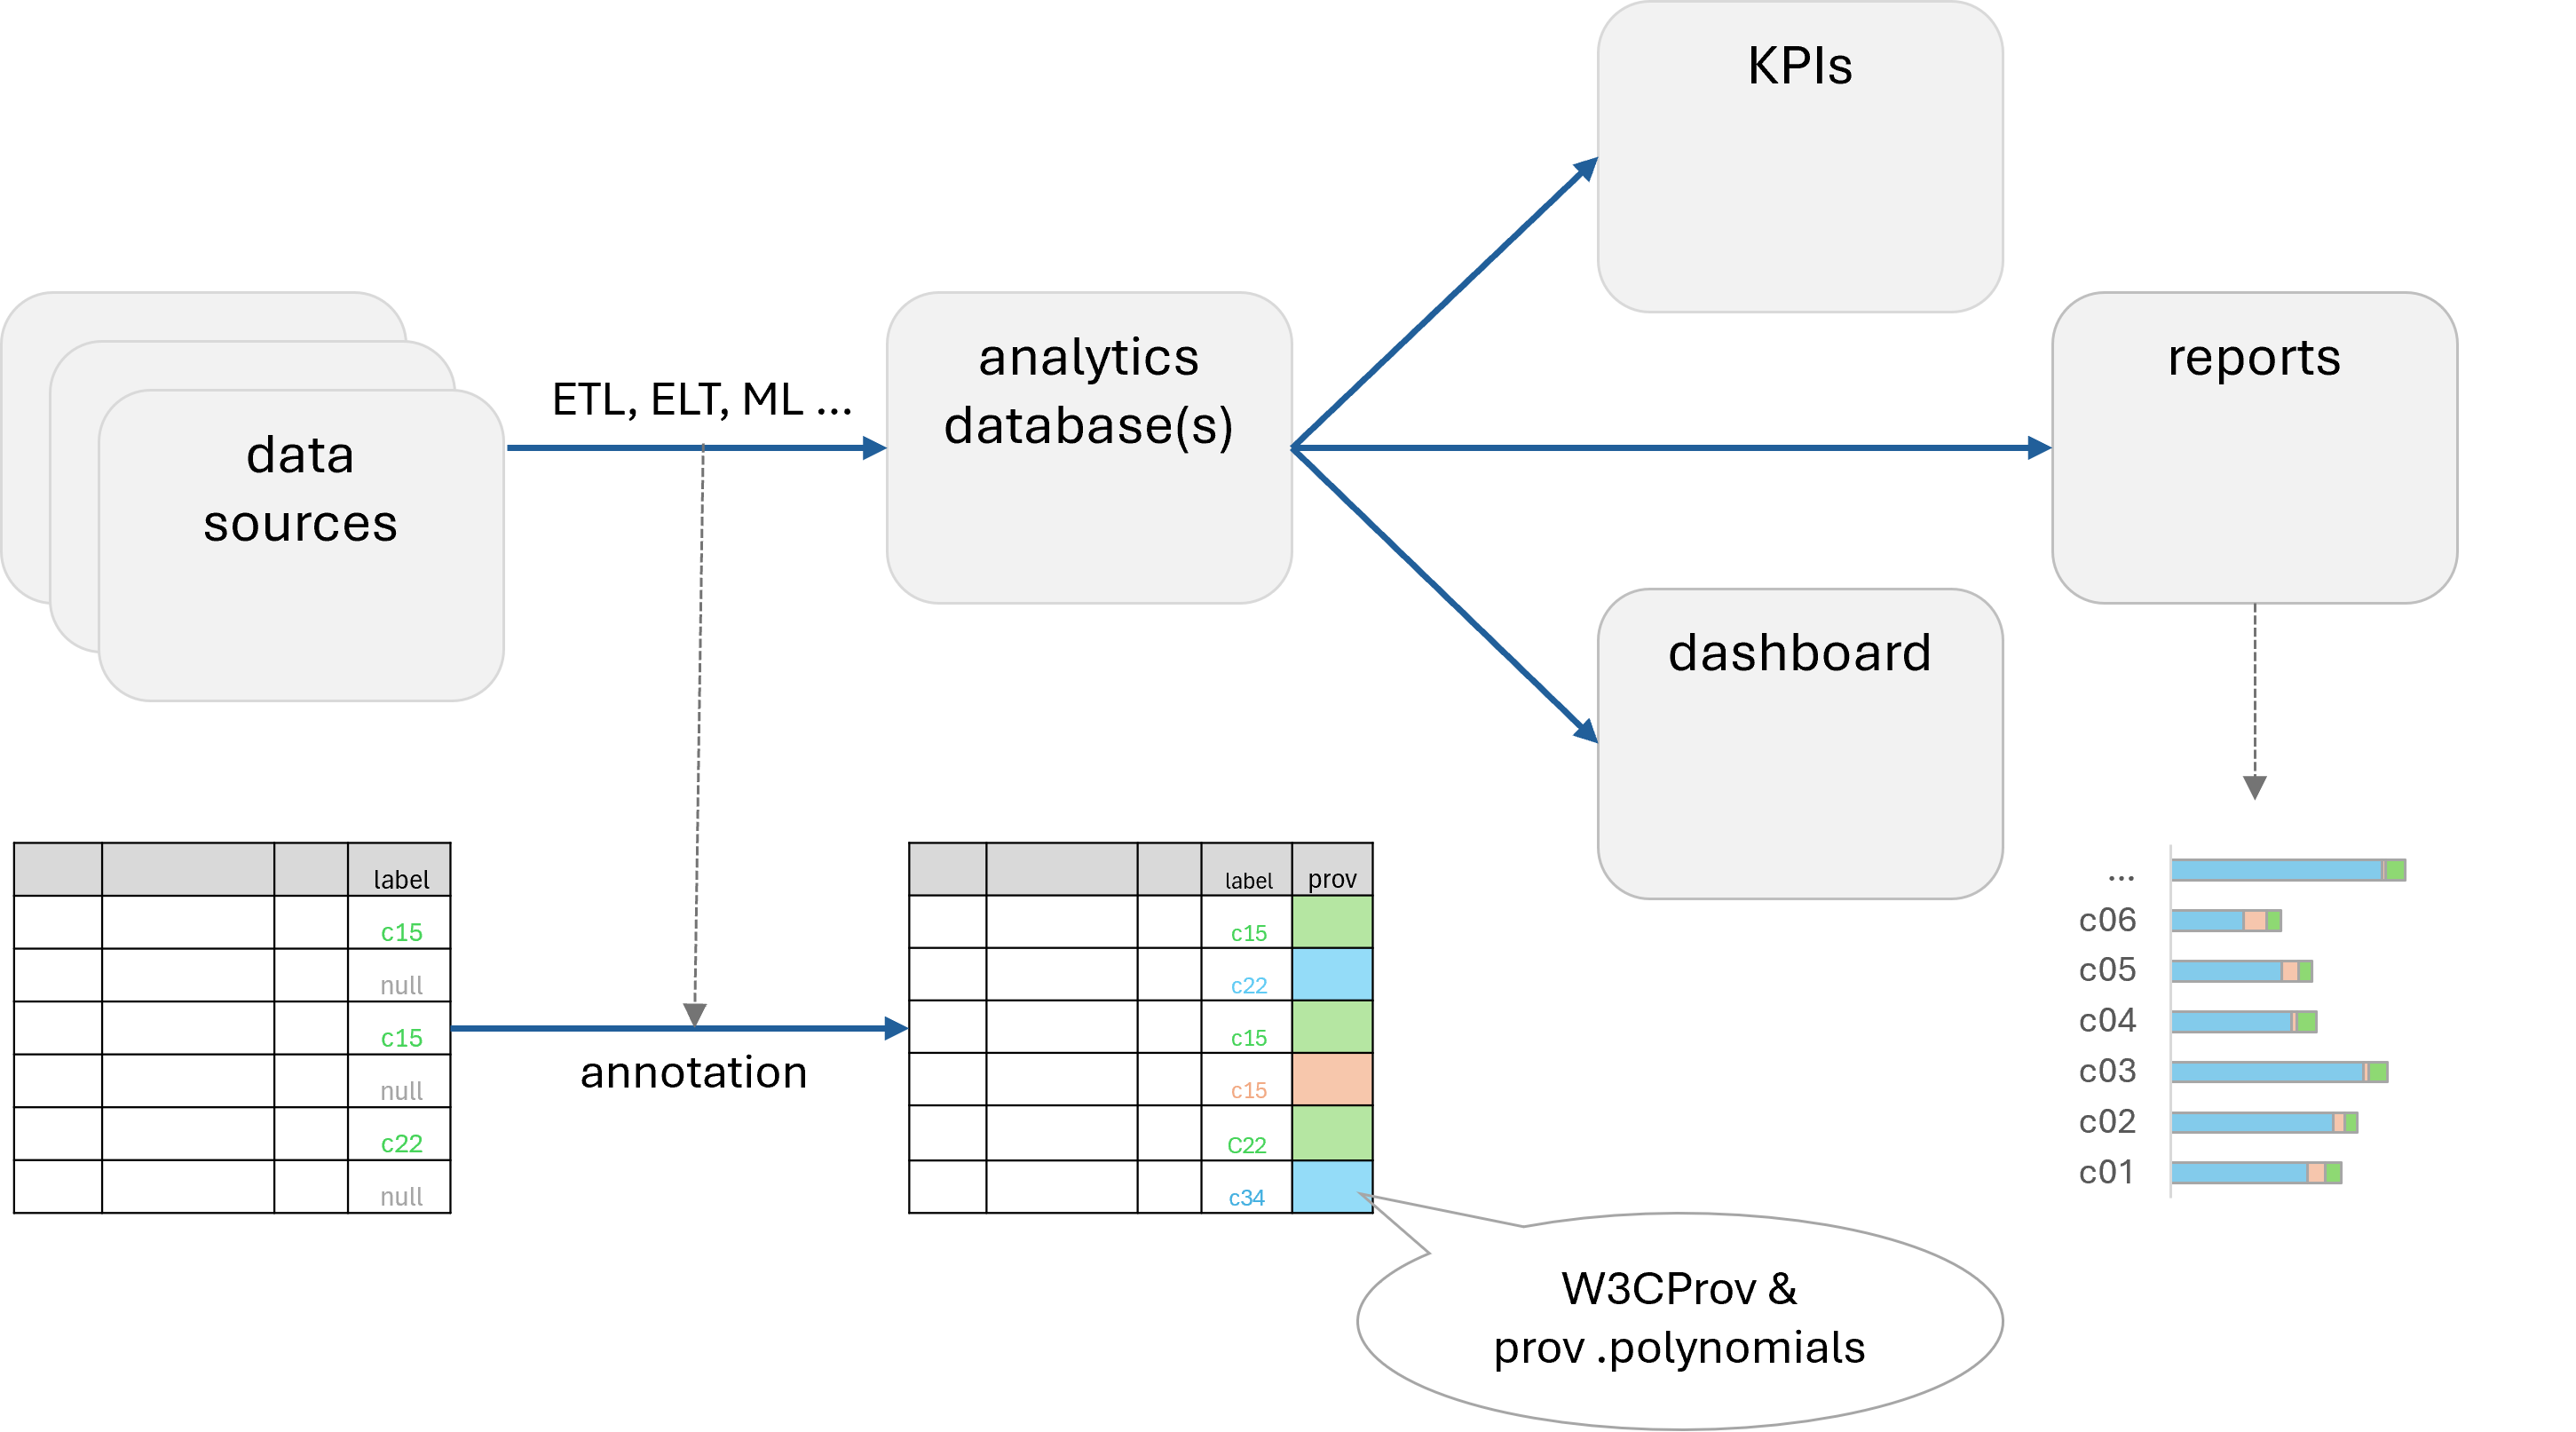 KPIs
data
sources
ETL, ELT, ML ...
analytics
database(s)
reports
dashboard
label
c15
null
c15
null
c22
null
annotation
label prov
c15
c22
c15
c15
C22
c34
W3CProv &
prov .polynomials
...
c06
c05
c04
c03
c02
c01